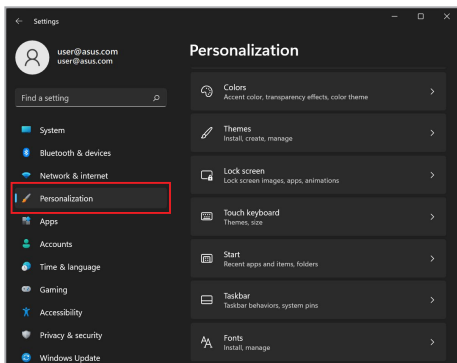 Settings
user@asus.com
user@asus.com
Find a setting
System
Bluetooth & devices
Network & internet
Personalization
Apps
Accounts
Time & language
Gaming
Accessibility
Privacy & security
Windows Update
Personalization
Colors
Accent color, transparency effects, color theme
Themes
Install, create, manage
Lock screen
Lock screen images, apps, animations
Touch keyboard
Themes, size
Start
Recent apps and items, folders
Taskbar
Taskbar behaviors, system pins
Fonts
Install, manage